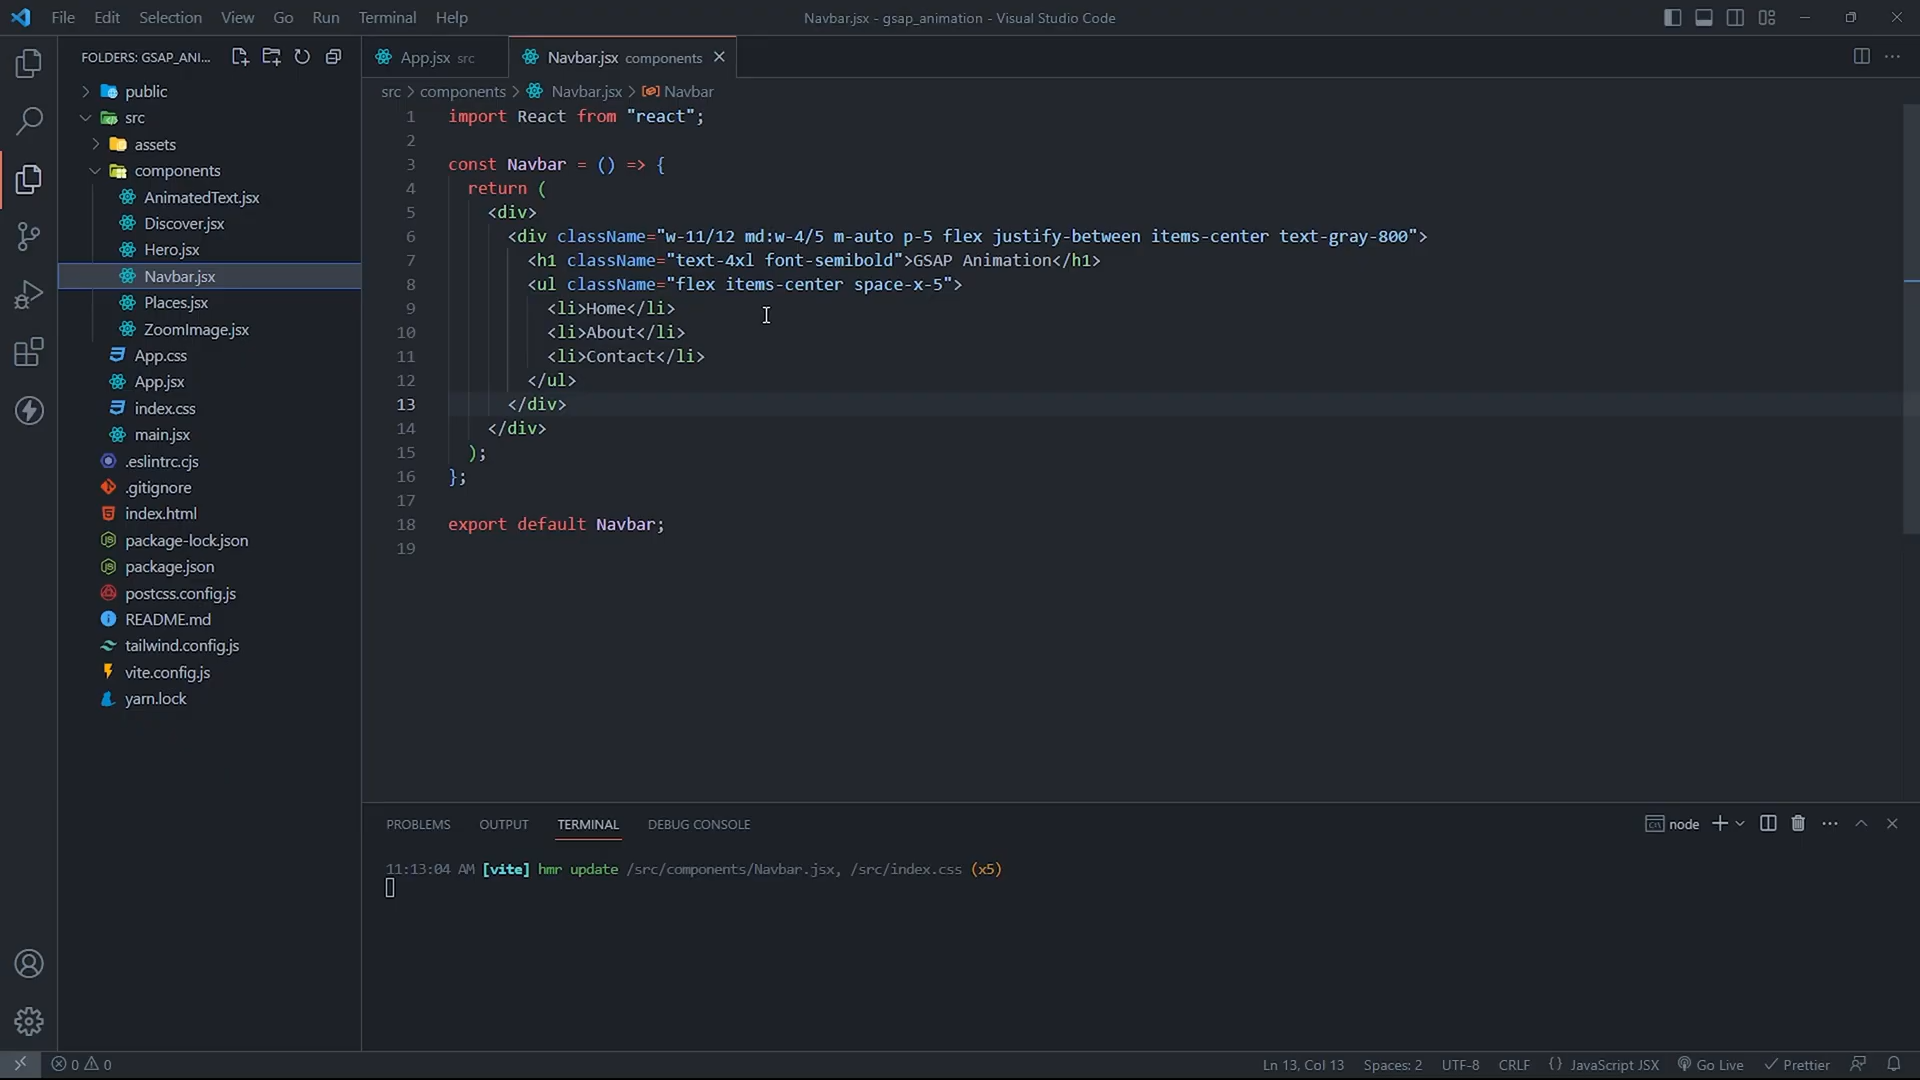 File Edit Selection View Go Run Terminal Help
Navbar.jsx - gsap_animation - Visual Studio Code
FOLDERS: GSAP_ANI...
public
src
assets
components
AnimatedText.jsx
Discover.jsx
Hero.jsx
Navbar.jsx
Places.jsx
ZoomImage.jsx
App.css
App.jsx
index.css
main.jsx
.eslintrc.cjs
.gitignore
index.html
package-lock.json
package.json
postcss.config.js
README.md
tailwind.config.js
vite.config.js
yarn.lock
App.jsx src Navbar.jsx components
src > components > Navbar.jsx > Navbar
1 import React from "react";
2
3 const Navbar = () => {
4 return (
5 <div>
6 <div className="w-11/12 md:w-4/5 m-auto p-5 flex justify-between items-center text-gray-800">
7 <h1 className="text-4xl font-semibold">GSAP Animation</h1>
8 <ul className="flex items-center space-x-5">
9 <li>Home</li>
10 <li>About</li>
11 <li>Contact</li>
12 </ul>
13 </div>
14 </div>
15 );
16 };
17
18 export default Navbar;
19
PROBLEMS OUTPUT TERMINAL DEBUG CONSOLE
node
11:13:04 AM [vite] hmr update /src/components/Navbar.jsx, /src/index.css (x5)
0 0
Ln 13, Col 13 Spaces: 2 UTF-8 CRLF {} JavaScript JSX Go Live Prettier